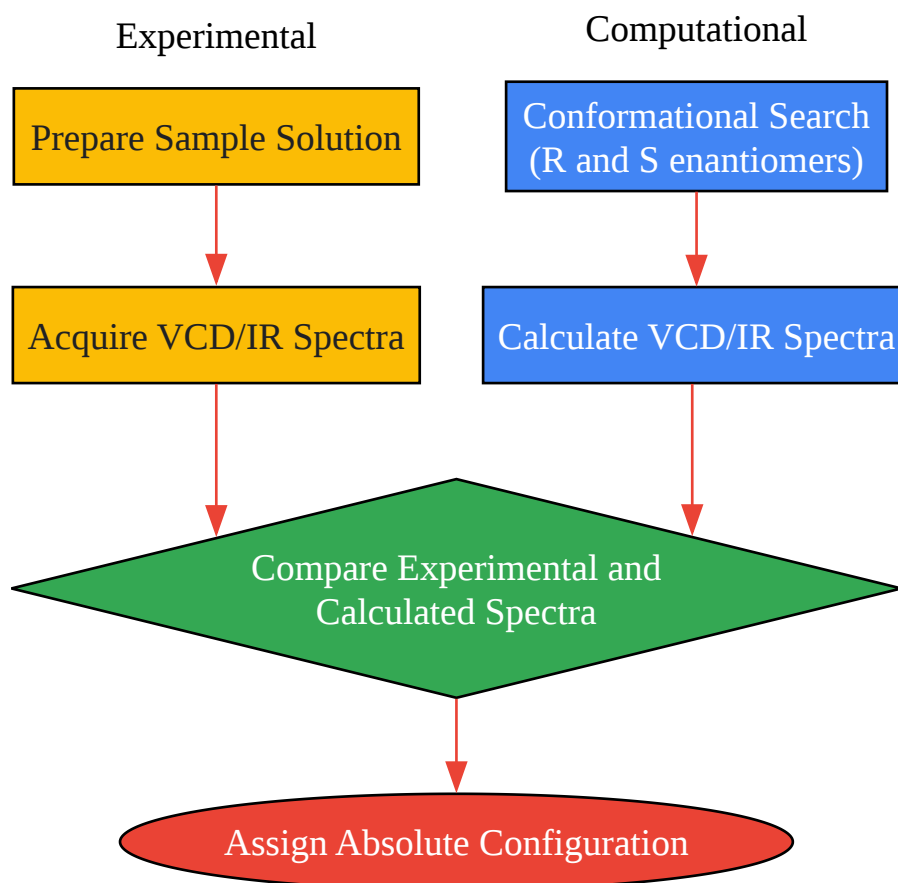 Experimental
Computational
Prepare Sample Solution
Conformational Search
(R and S enantiomers)
Acquire VCD/IR Spectra
Calculate VCD/IR Spectra
Compare Experimental and
Calculated Spectra
Assign Absolute Configuration